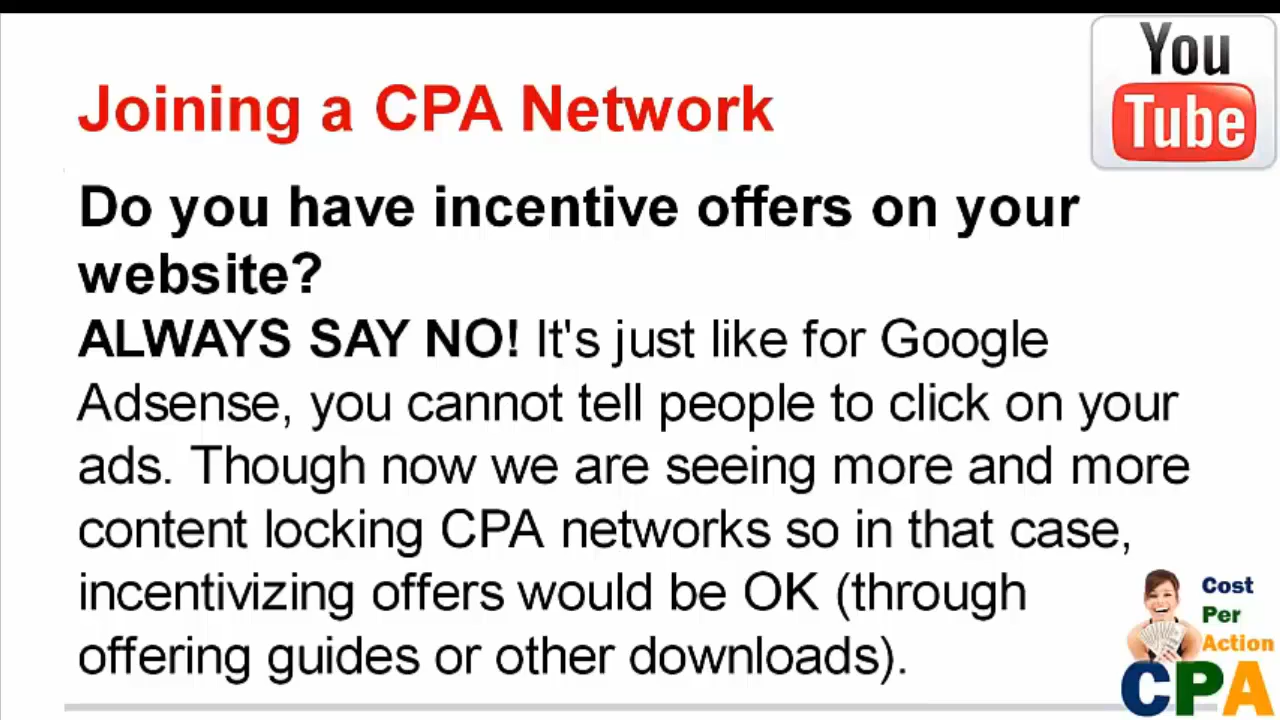 You
Tube
Joining a CPA Network
Do you have incentive offers on your
website?
ALWAYS SAY NO! It's just like for Google
Adsense, you cannot tell people to click on your
ads. Though now we are seeing more and more
content locking CPA networks so in that case,
incentivizing offers would be OK (through
offering guides or other downloads).
Cost
Per
Action
CPA